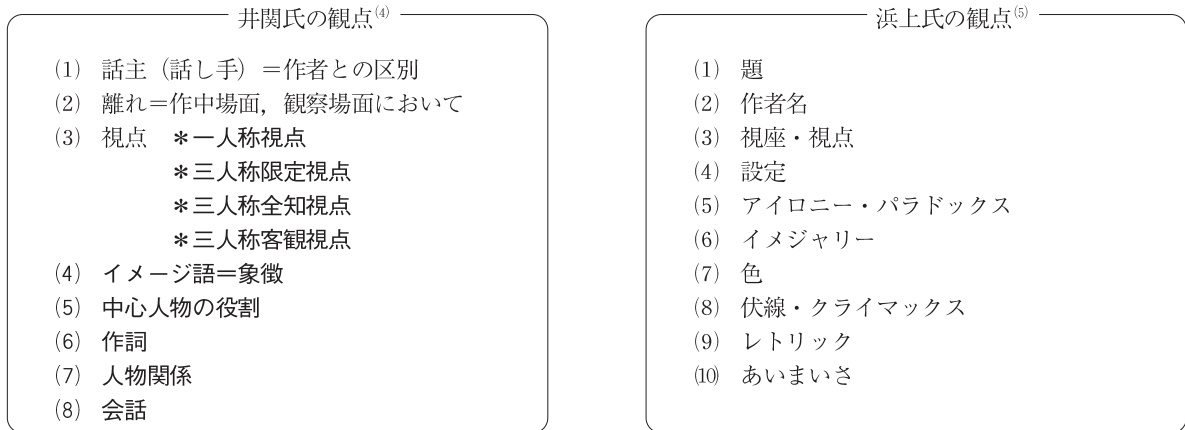 井関氏の観点(4)
(1) 話主（話し手）＝作者との区別
(2) 離れ＝作中場面，観察場面において
(3) 視点 ＊一人称視点
＊三人称限定視点
＊三人称全知視点
＊三人称客観視点
(4) イメージ語＝象徴
(5) 中心人物の役割
(6) 作詞
(7) 人物関係
(8) 会話
浜上氏の観点(5)
(1) 題
(2) 作者名
(3) 視座・視点
(4) 設定
(5) アイロニー・パラドックス
(6) イメジャリー
(7) 色
(8) 伏線・クライマックス
(9) レトリック
(10) あいまいさ